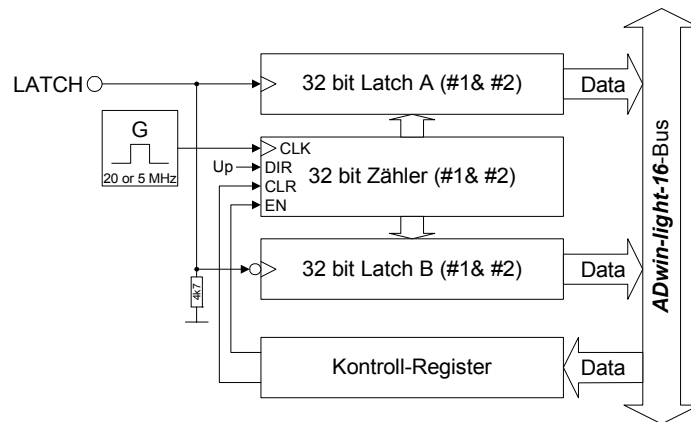 LATCH
32 bit Latch A (#1& #2)
Data
G
20 or 5 MHz
CLK
Up
DIR
CLR
EN
32 bit Zähler (#1& #2)
32 bit Latch B (#1& #2)
Data
4k7
Kontroll-Register
Data
ADwin-light-16-Bus